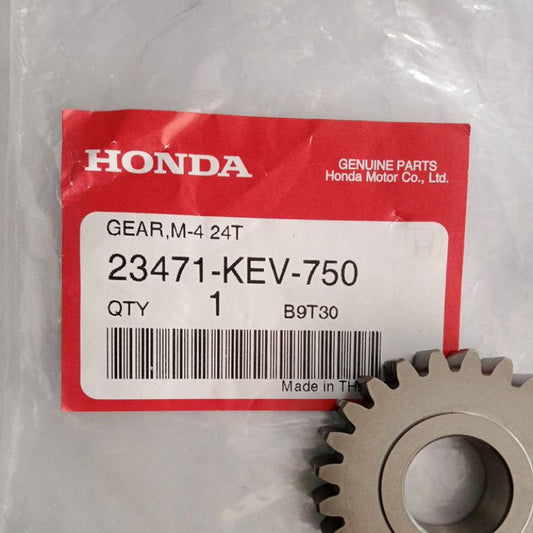 HONDA
GENUINE PARTS
Honda Motor Co., Ltd.
GEAR,M-4 24T
23471-KEV-750
QTY 1 B9T30
Made in TH